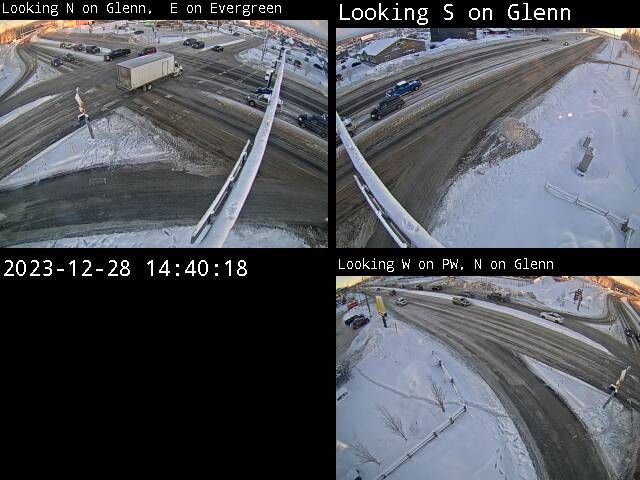 Looking N on Glenn,  E on Evergreen
Looking S on Glenn
2023-12-28 14:40:18
Looking W on PW, N on Glenn